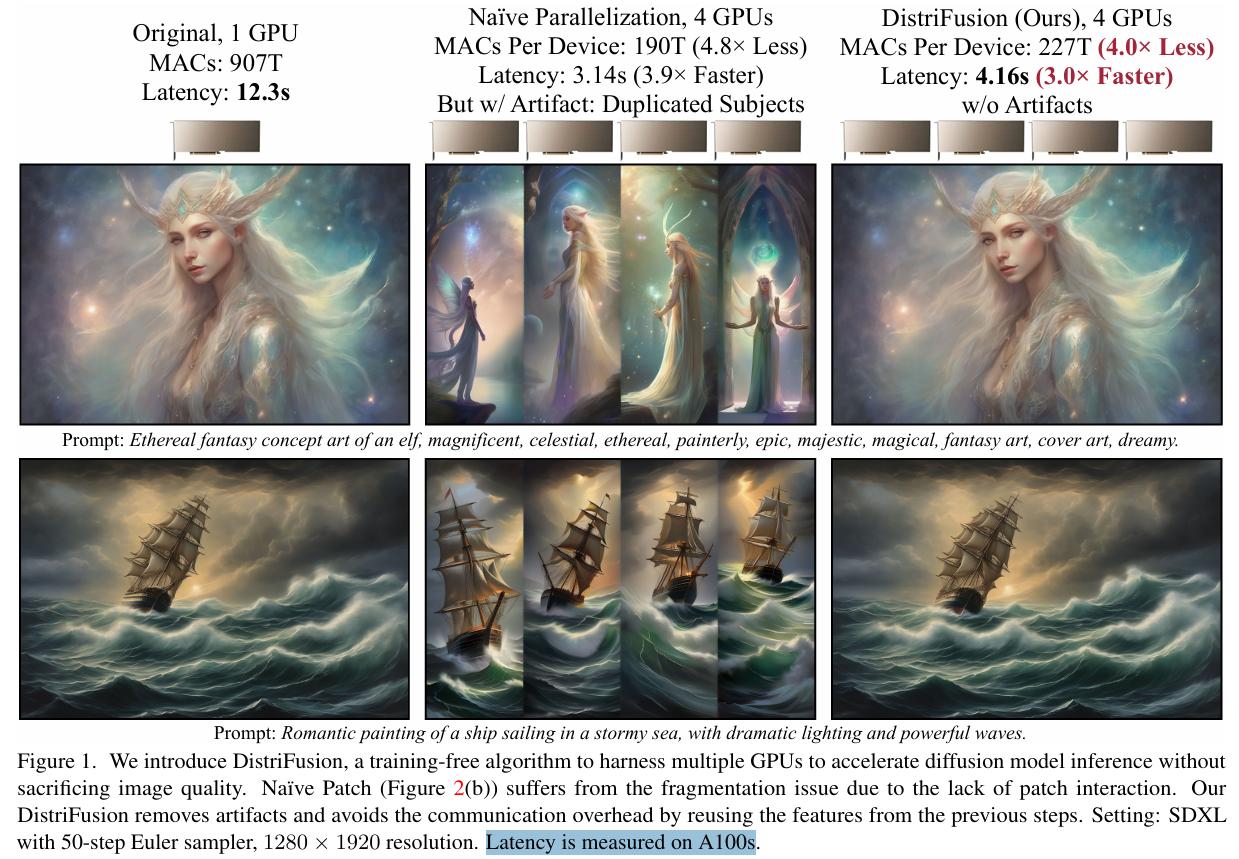 Original, 1 GPU
MACs: 907T
Latency: 12.3s
Naïve Parallelization, 4 GPUs
MACs Per Device: 190T (4.8× Less)
Latency: 3.14s (3.9× Faster)
But w/ Artifact: Duplicated Subjects
DistriFusion (Ours), 4 GPUs
MACs Per Device: 227T (4.0× Less)
Latency: 4.16s (3.0× Faster)
w/o Artifacts
Prompt: Ethereal fantasy concept art of an elf, magnificent, celestial, ethereal, painterly, epic, majestic, magical, fantasy art, cover art, dreamy.
Prompt: Romantic painting of a ship sailing in a stormy sea, with dramatic lighting and powerful waves.
Figure 1. We introduce DistriFusion, a training-free algorithm to harness multiple GPUs to accelerate diffusion model inference without
sacrificing image quality. Naïve Patch (Figure 2(b)) suffers from the fragmentation issue due to the lack of patch interaction. Our
DistriFusion removes artifacts and avoids the communication overhead by reusing the features from the previous steps. Setting: SDXL
with 50-step Euler sampler, 1280 × 1920 resolution. Latency is measured on A100s.